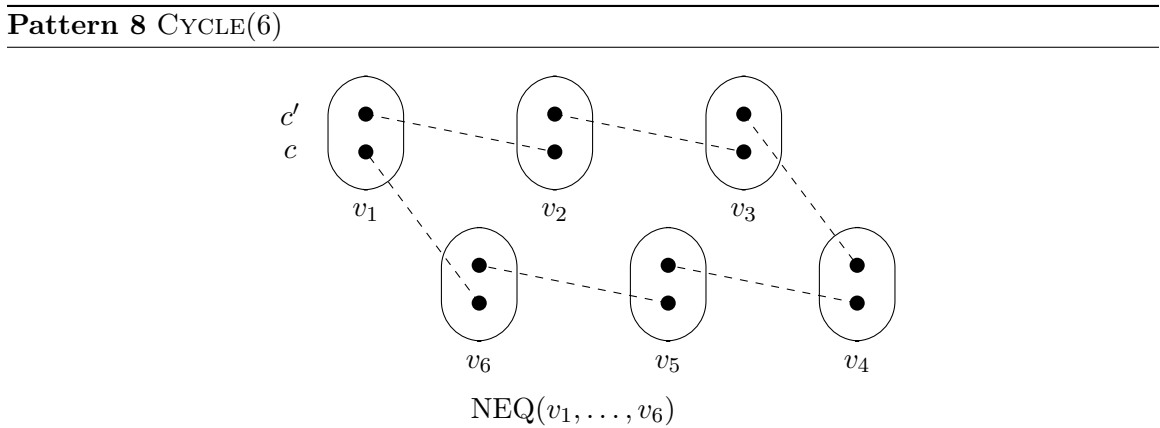 Pattern 8 CYCLE(6)
c′
c
v₁ v₂ v₃
v₆ v₅ v₄
NEQ(v₁, . . . , v₆)